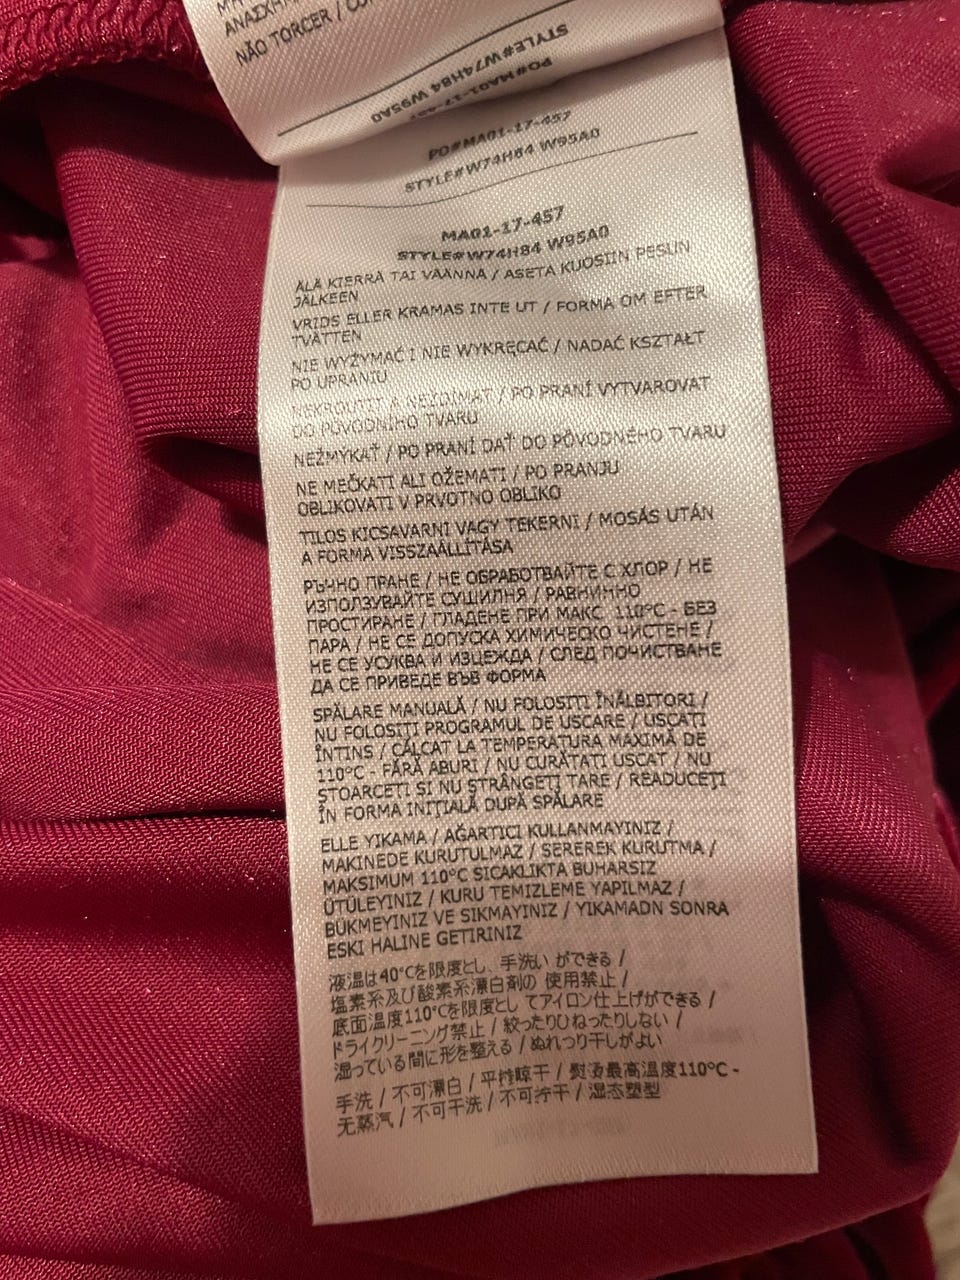 ΑΝΑΙΧΗΜ
NÃO TORCER / CO
STYLE#W74H84 W95A0
PO#MA01-17-457
PO#MA01-17-457
STYLE#W74H84 W95A0
MA01-17-457
STYLE#W74H84 W95A0
ÄLÄ KIERRÄ TAI VÄÄNNÄ / ASETA KUOSIIN PESUN
JÄLKEEN
VRIDS ELLER KRAMAS INTE UT / FORMA OM EFTER
TVÄTTEN
NIE WYŻYMAĆ I NIE WYKRĘCAĆ / NADAĆ KSZTAŁT
PO UPRANIU
NEKROUTIT A NEŽDÍMAT / PO PRANÍ VYTVAROVAT
DO PŮVODNÍHO TVARU
NEŽMÝKAŤ / PO PRANÍ DAŤ DO PÔVODNÉHO TVARU
NE MEČKATI ALI OŽEMATI / PO PRANJU
OBLIKOVATI V PRVOTNO OBLIKO
TILOS KICSAVARNI VAGY TEKERNI / MOSÁS UTÁN
A FORMA VISSZAÁLLÍTÁSA
РЪЧНО ПРАНЕ / НЕ ОБРАБОТВАЙТЕ С ХЛОР / НЕ
ИЗПОЛЗУВАЙТЕ СУШИЛНЯ / РАВНИННО
ПРОСТИРАНЕ / ГЛАДЕНЕ ПРИ МАКС. 110°C - БЕЗ
ПАРА / НЕ СЕ ДОПУСКА ХИМИЧЕСКО ЧИСТЕНЕ /
НЕ СЕ УСУКВА И ИЗЦЕЖДА / СЛЕД ПОЧИСТВАНЕ
ДА СЕ ПРИВЕДЕ ВЪВ ФОРМА
SPĂLARE MANUALĂ / NU FOLOSIȚI ÎNĂLBITORI /
NU FOLOSIȚI PROGRAMUL DE USCARE / USCAȚI
ÎNTINS / CĂLCAT LA TEMPERATURA MAXIMĂ DE
110°C - FĂRĂ ABURI / NU CURĂTAȚI USCAT / NU
STOARCEȚI SI NU STRÂNGEȚI TARE / READUCEȚI
ÎN FORMA INIȚIALĂ DUPĂ SPĂLARE
ELLE YIKAMA / AĞARTICI KULLANMAYINIZ /
MAKINEDE KURUTULMAZ / SEREREK KURUTMA /
MAKSIMUM 110°C SICAKLIKTA BUHARSIZ
ÜTÜLEYINIZ / KURU TEMIZLEME YAPILMAZ /
BÜKMEYINIZ VE SIKMAYINIZ / YIKAMADN SONRA
ESKI HALINE GETIRINIZ
液温は40°Cを限度とし、手洗い ができる /
塩素系及び酸素系漂白剤の 使用禁止 /
底面温度110°Cを限度とし てアイロン仕上げができる /
ドライクリーニング禁止 / 絞ったりひねったりしない /
湿っている間に形を整える / ぬれつり干しがよい
手洗 / 不可漂白 / 平摊晾干 / 熨烫最高温度110°C -
无蒸汽 / 不可干洗 / 不可拧干 / 湿态塑型